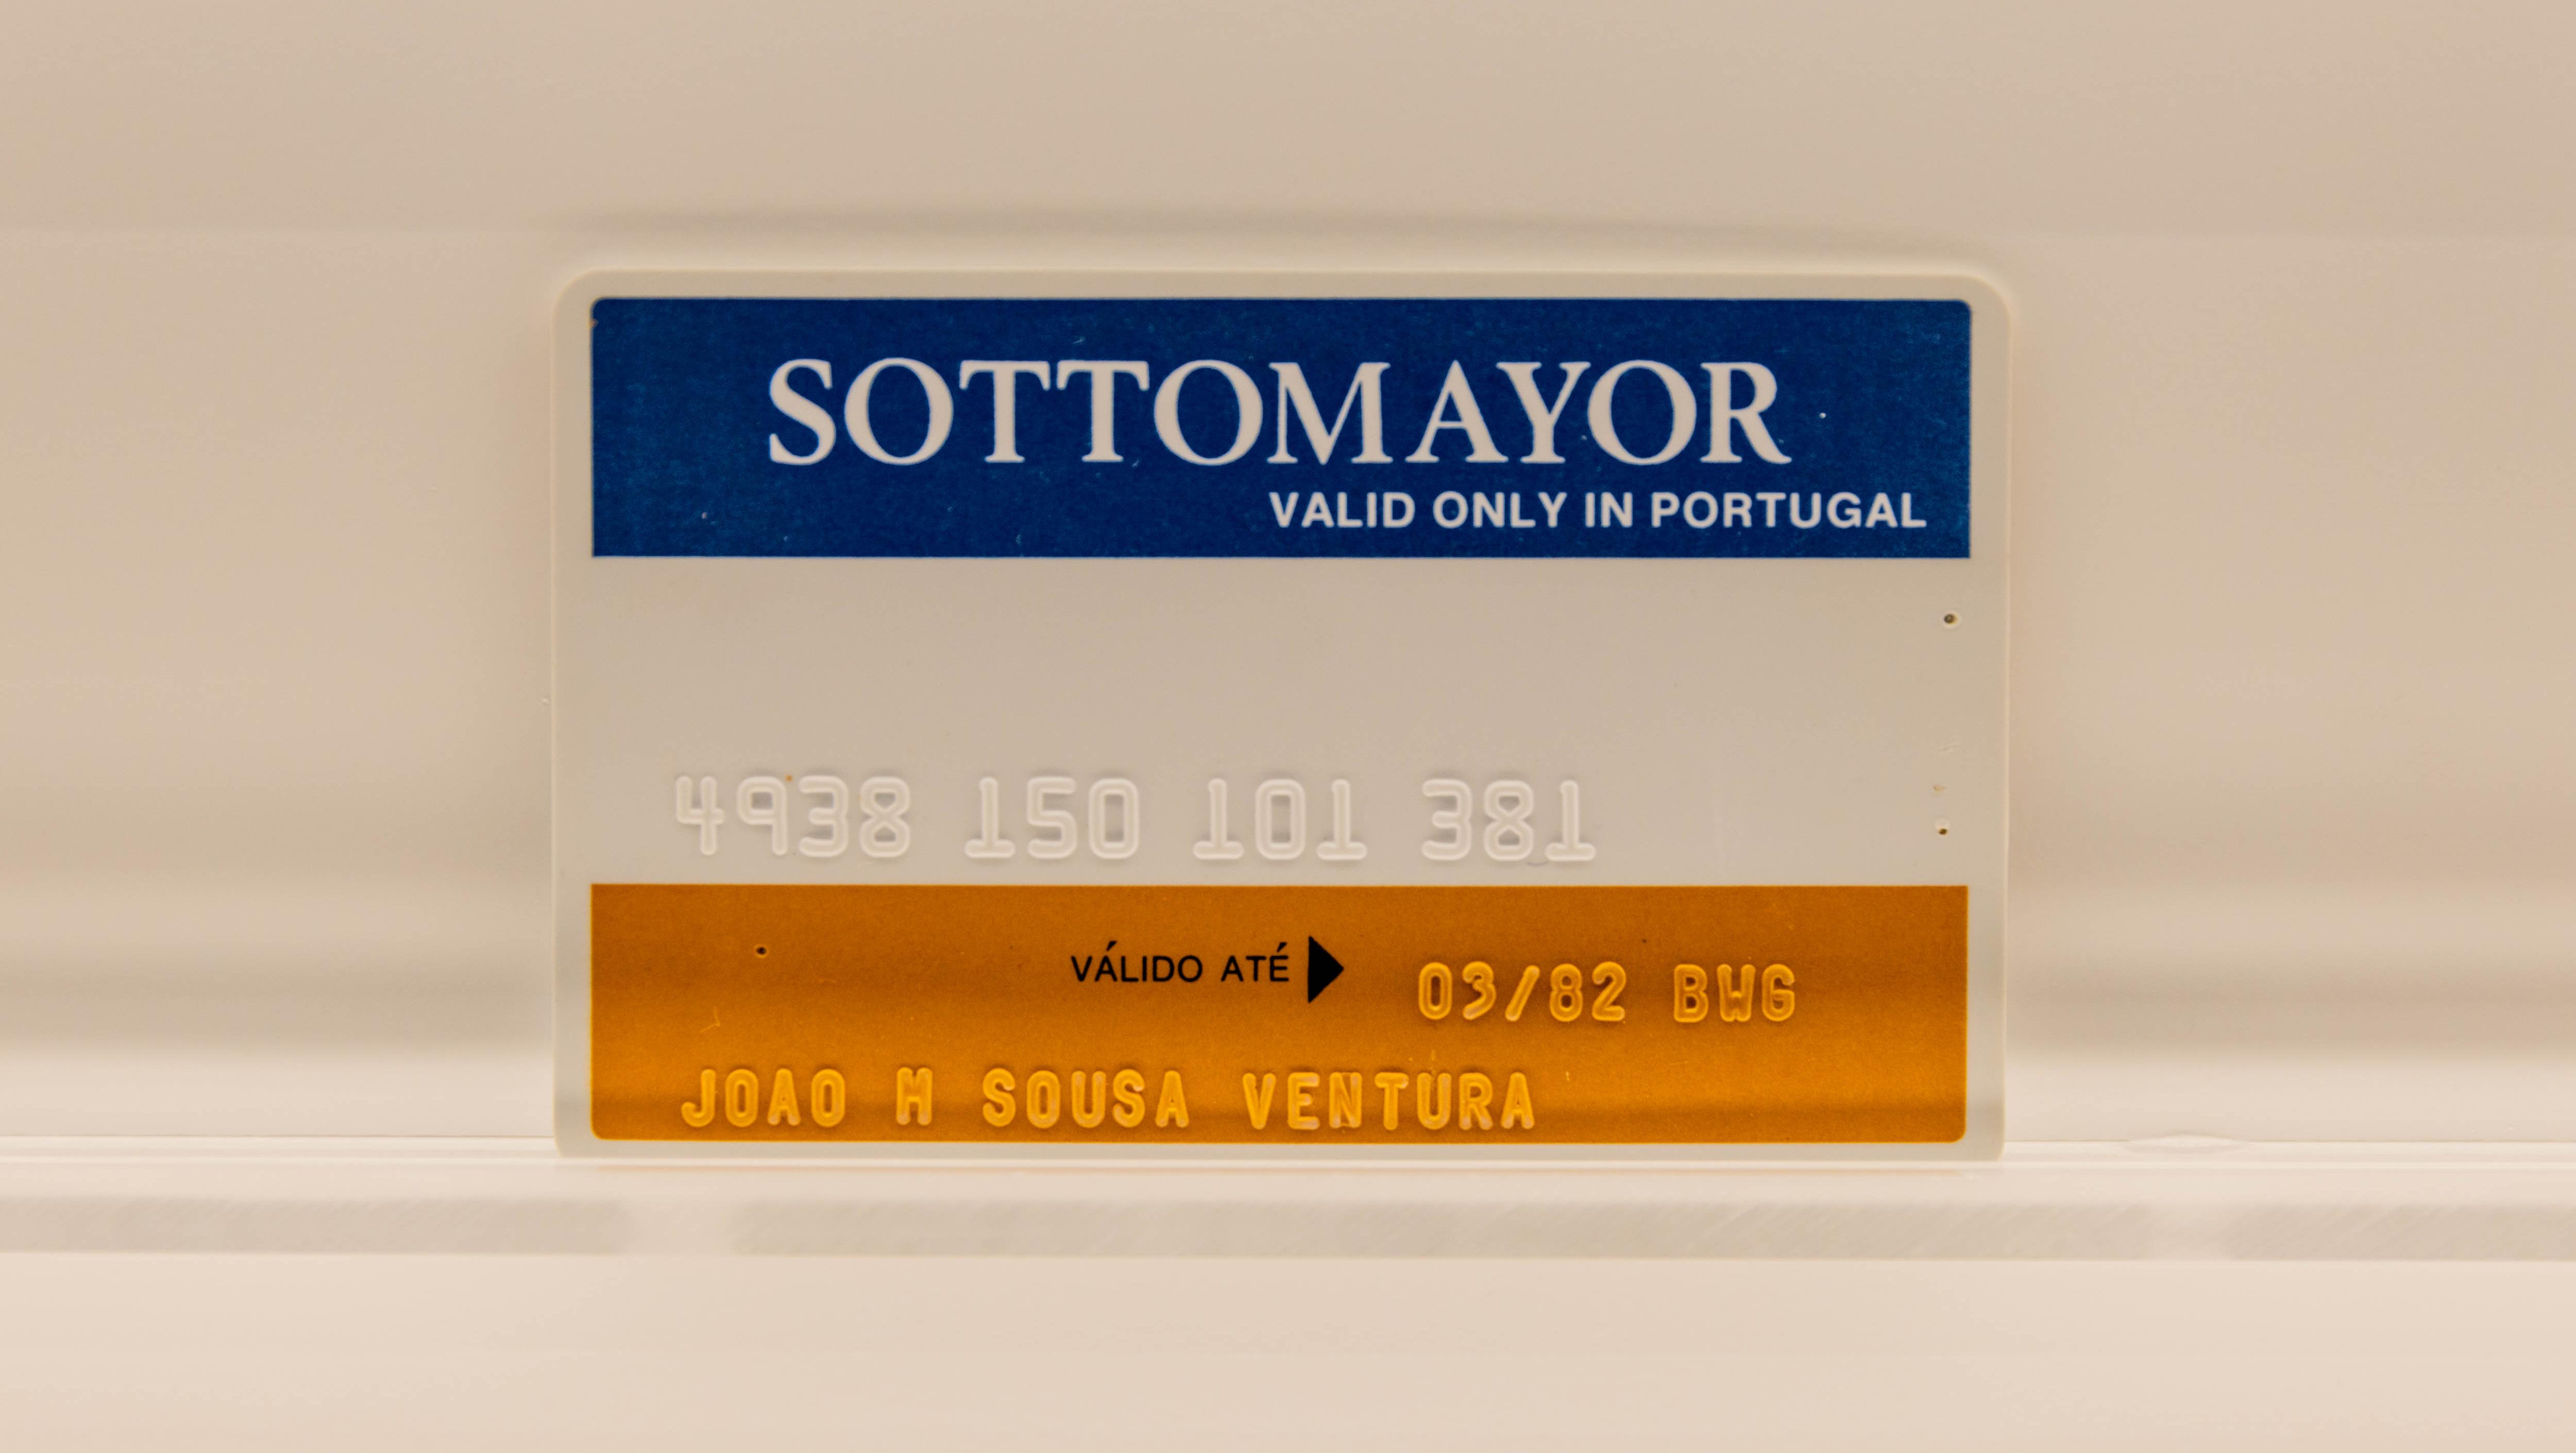 SOTTOMAYOR
VALID ONLY IN PORTUGAL
4938 150 101 381
VÁLIDO ATÉ 03/82 BWG
JOAO M SOUSA VENTURA